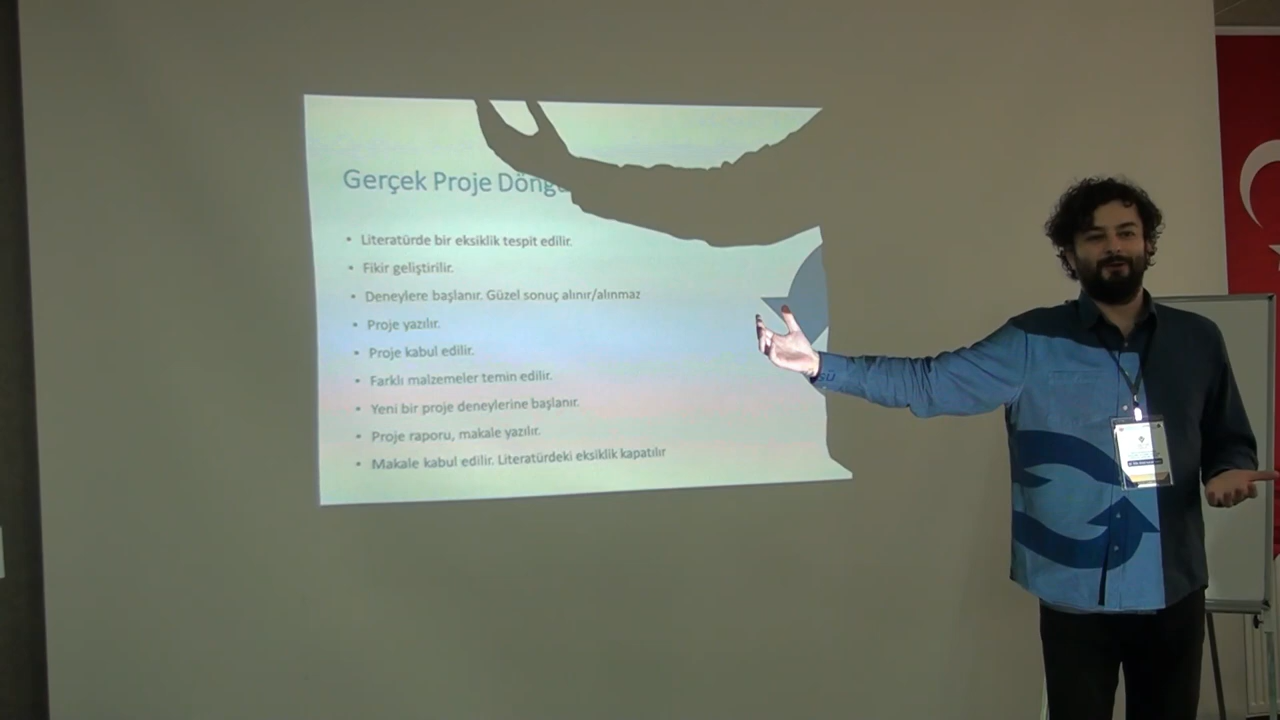 Gerçek Proje Döng
• Literatürde bir eksiklik tespit edilir.
• Fikir geliştirilir.
• Deneylere başlanır. Güzel sonuç alınır/alınmaz
• Proje yazılır.
• Proje kabul edilir.
• Farklı malzemeler temin edilir.
• Yeni bir proje deneylerine başlanır.
• Proje raporu, makale yazılır.
• Makale kabul edilir. Literatürdeki eksiklik kapatılır
sü